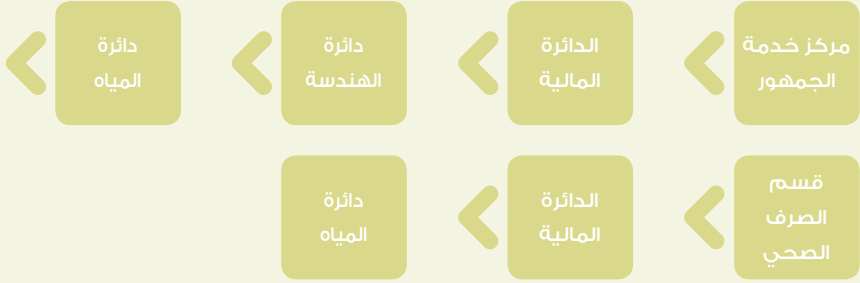 مركز خدمة
الجمهور
الدائرة
المالية
دائرة
الهندسة
دائرة
المياه
قسم
الصرف
الصحي
الدائرة
المالية
دائرة
المياه